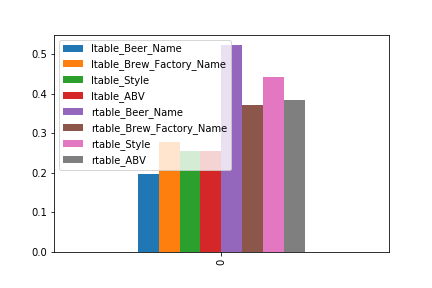 0.5
0.4
0.3
0.2
0.1
0.0
ltable_Beer_Name
ltable_Brew_Factory_Name
ltable_Style
ltable_ABV
rtable_Beer_Name
rtable_Brew_Factory_Name
rtable_Style
rtable_ABV
0